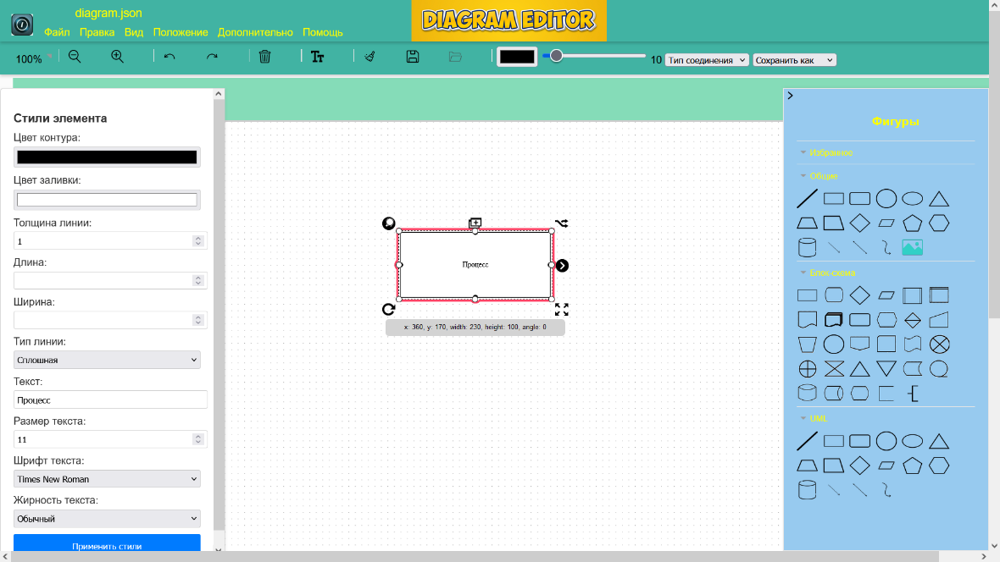 diagram.json
DIAGRAM EDITOR
Файл Правка Вид Положение Дополнительно Помощь
100%
Tт
10 Тип соединения Сохранить как
Стили элемента
Цвет контура:
Цвет заливки:
Толщина линии:
1
Длина:
Ширина:
Тип линии:
Сплошная
Текст:
Процесс
Размер текста:
11
Шрифт текста:
Times New Roman
Жирность текста:
Обычный
Применить стили
Процесс
x: 360, y: 170, width: 230, height: 100, angle: 0
Фигуры
Избранное
Общие
Блок-схема
UML